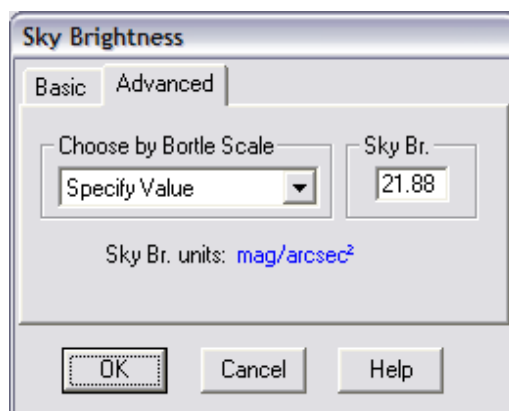 Sky Brightness
Basic Advanced
Choose by Bortle Scale Sky Br.
Specify Value 21.88
Sky Br. units: mag/arcsec²
OK Cancel Help